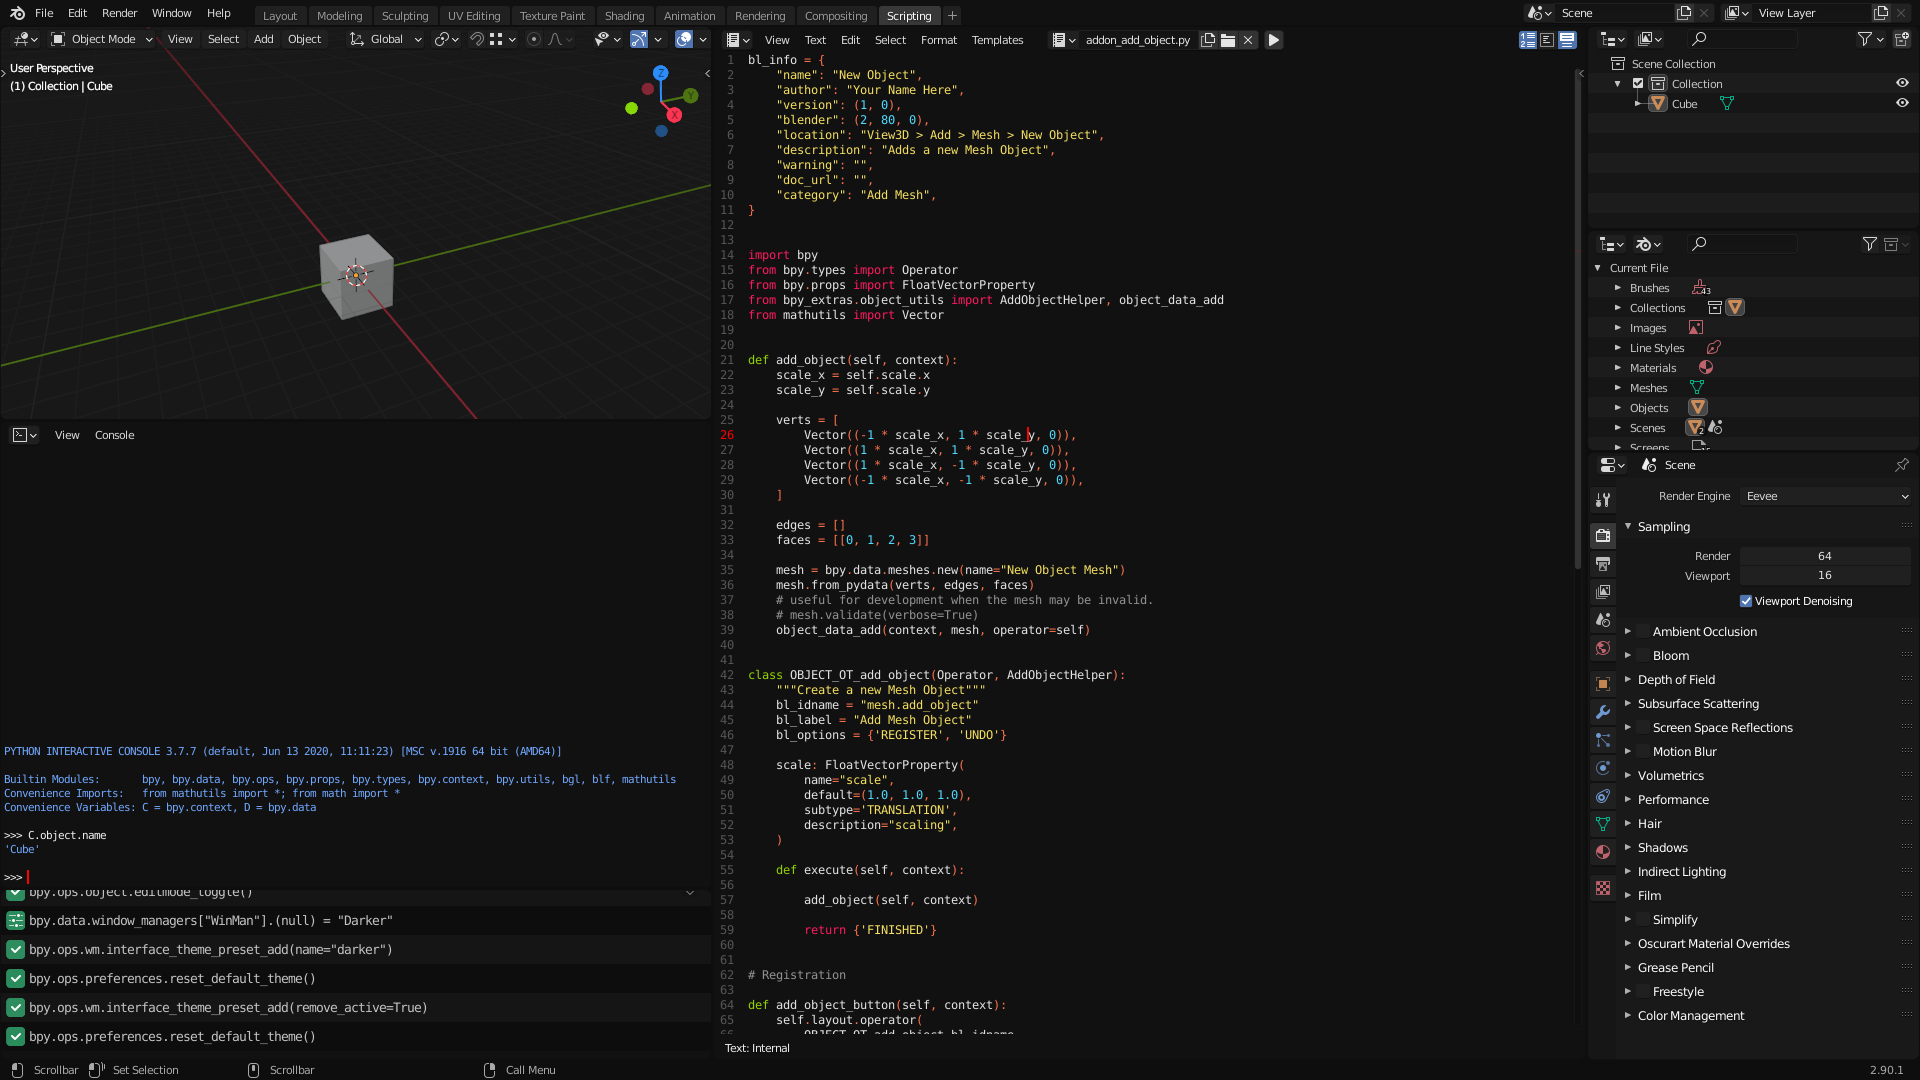 File Edit Render Window Help Layout Modeling Sculpting UV Editing Texture Paint Shading Animation Rendering Compositing Scripting + Scene View Layer
Object Mode View Select Add Object Global
User Perspective
(1) Collection | Cube
Z
Y
X
View Console
PYTHON INTERACTIVE CONSOLE 3.7.7 (default, Jun 13 2020, 11:11:23) [MSC v.1916 64 bit (AMD64)]
Builtin Modules: bpy, bpy.data, bpy.ops, bpy.props, bpy.types, bpy.context, bpy.utils, bgl, blf, mathutils
Convenience Imports: from mathutils import *; from math import *
Convenience Variables: C = bpy.context, D = bpy.data
>>> C.object.name
'Cube'
>>>
bpy.ops.object.editmode_toggle()
bpy.data.window_managers["WinMan"].(null) = "Darker"
bpy.ops.wm.interface_theme_preset_add(name="darker")
bpy.ops.preferences.reset_default_theme()
bpy.ops.wm.interface_theme_preset_add(remove_active=True)
bpy.ops.preferences.reset_default_theme()
View Text Edit Select Format Templates addon_add_object.py
1 bl_info = {
2 "name": "New Object",
3 "author": "Your Name Here",
4 "version": (1, 0),
5 "blender": (2, 80, 0),
6 "location": "View3D > Add > Mesh > New Object",
7 "description": "Adds a new Mesh Object",
8 "warning": "",
9 "doc_url": "",
10 "category": "Add Mesh",
11 }
12
13
14 import bpy
15 from bpy.types import Operator
16 from bpy.props import FloatVectorProperty
17 from bpy_extras.object_utils import AddObjectHelper, object_data_add
18 from mathutils import Vector
19
20
21 def add_object(self, context):
22 scale_x = self.scale.x
23 scale_y = self.scale.y
24
25 verts = [
26 Vector((-1 * scale_x, 1 * scale_y, 0)),
27 Vector((1 * scale_x, 1 * scale_y, 0)),
28 Vector((1 * scale_x, -1 * scale_y, 0)),
29 Vector((-1 * scale_x, -1 * scale_y, 0)),
30 ]
31
32 edges = []
33 faces = [[0, 1, 2, 3]]
34
35 mesh = bpy.data.meshes.new(name="New Object Mesh")
36 mesh.from_pydata(verts, edges, faces)
37 # useful for development when the mesh may be invalid.
38 # mesh.validate(verbose=True)
39 object_data_add(context, mesh, operator=self)
40
41
42 class OBJECT_OT_add_object(Operator, AddObjectHelper):
43 """Create a new Mesh Object"""
44 bl_idname = "mesh.add_object"
45 bl_label = "Add Mesh Object"
46 bl_options = {'REGISTER', 'UNDO'}
47
48 scale: FloatVectorProperty(
49 name="scale",
50 default=(1.0, 1.0, 1.0),
51 subtype='TRANSLATION',
52 description="scaling",
53 )
54
55 def execute(self, context):
56
57 add_object(self, context)
58
59 return {'FINISHED'}
60
61
62 # Registration
63
64 def add_object_button(self, context):
65 self.layout.operator(
66 OBJECT_OT_add_object.bl_idname
Text: Internal
Scene Collection
Collection
Cube
Current File
Brushes 43
Collections
Images
Line Styles
Materials
Meshes
Objects
Scenes 2
Screens
Scene
Render Engine Eevee
Sampling
Render 64
Viewport 16
Viewport Denoising
Ambient Occlusion
Bloom
Depth of Field
Subsurface Scattering
Screen Space Reflections
Motion Blur
Volumetrics
Performance
Hair
Shadows
Indirect Lighting
Film
Simplify
Oscurart Material Overrides
Grease Pencil
Freestyle
Color Management
Scrollbar Set Selection Scrollbar Call Menu 2.90.1